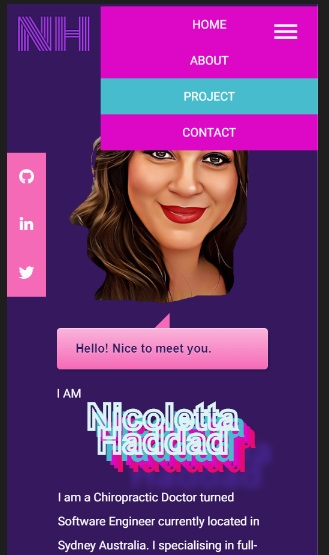 NH
HOME
ABOUT
PROJECT
CONTACT
in
Hello! Nice to meet you.
I AM
Nicoletta
Haddad
I am a Chiropractic Doctor turned
Software Engineer currently located in
Sydney Australia. I specialising in full-